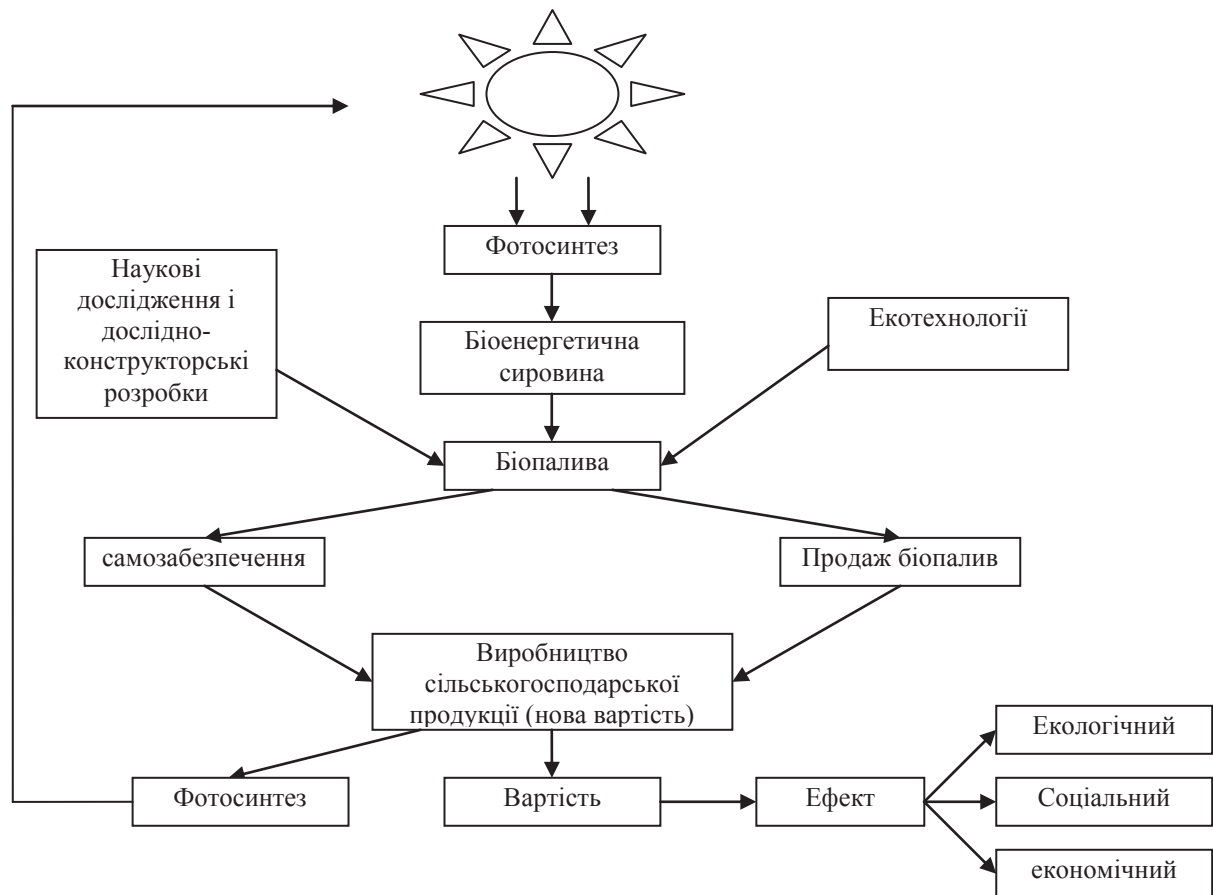 Фотосинтез
Наукові
дослідження і
дослідно-
конструкторські
розробки
Біоенергетична
сировина
Екотехнології
Біопалива
самозабезпечення
Продаж біопалив
Виробництво
сільськогосподарської
продукції (нова вартість)
Екологічний
Фотосинтез
Вартість
Ефект
Соціальний
економічний